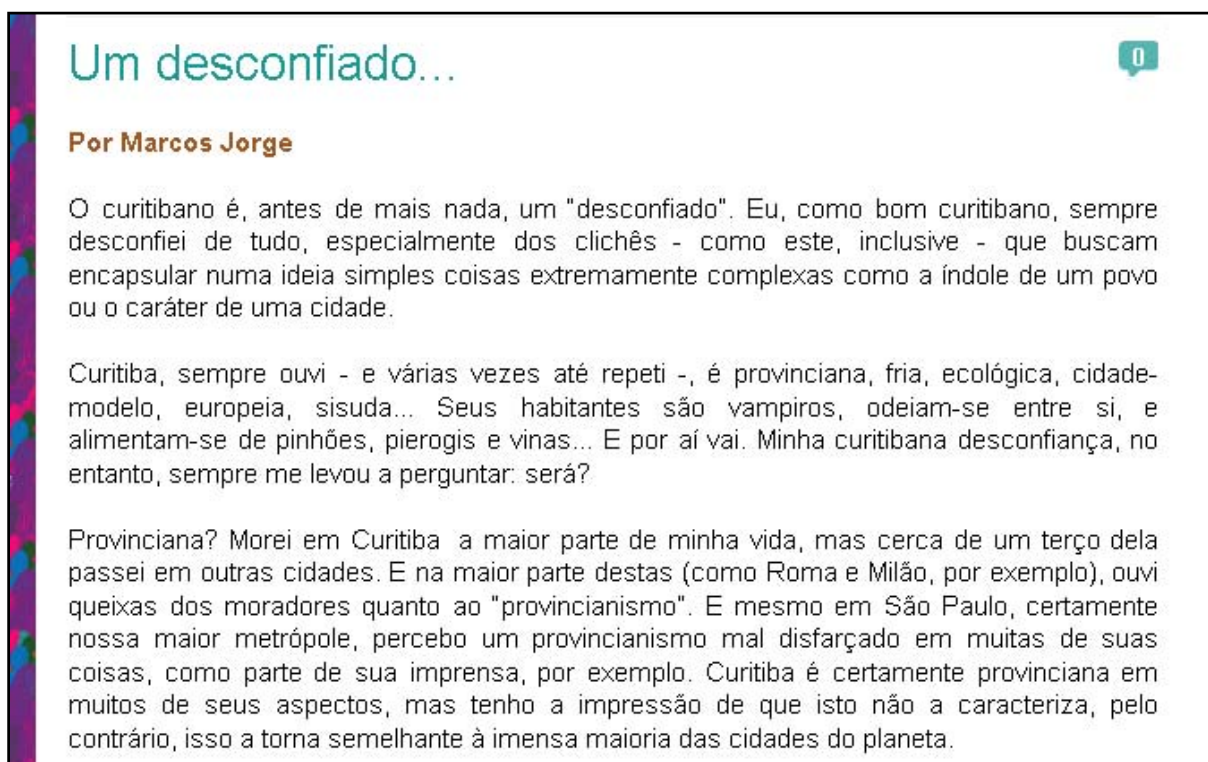 Um desconfiado...
0
Por Marcos Jorge
O curitibano é, antes de mais nada, um "desconfiado". Eu, como bom curitibano, sempre
desconfiei de tudo, especialmente dos clichês - como este, inclusive - que buscam
encapsular numa ideia simples coisas extremamente complexas como a índole de um povo
ou o caráter de uma cidade.
Curitiba, sempre ouvi - e várias vezes até repeti -, é provinciana, fria, ecológica, cidade-
modelo, europeia, sisuda... Seus habitantes são vampiros, odeiam-se entre si, e
alimentam-se de pinhões, pierogis e vinas... E por aí vai. Minha curitibana desconfiança, no
entanto, sempre me levou a perguntar: será?
Provinciana? Morei em Curitiba a maior parte de minha vida, mas cerca de um terço dela
passei em outras cidades. E na maior parte destas (como Roma e Milão, por exemplo), ouvi
queixas dos moradores quanto ao "provincianismo". E mesmo em São Paulo, certamente
nossa maior metrópole, percebo um provincianismo mal disfarçado em muitas de suas
coisas, como parte de sua imprensa, por exemplo. Curitiba é certamente provinciana em
muitos de seus aspectos, mas tenho a impressão de que isto não a caracteriza, pelo
contrário, isso a torna semelhante à imensa maioria das cidades do planeta.